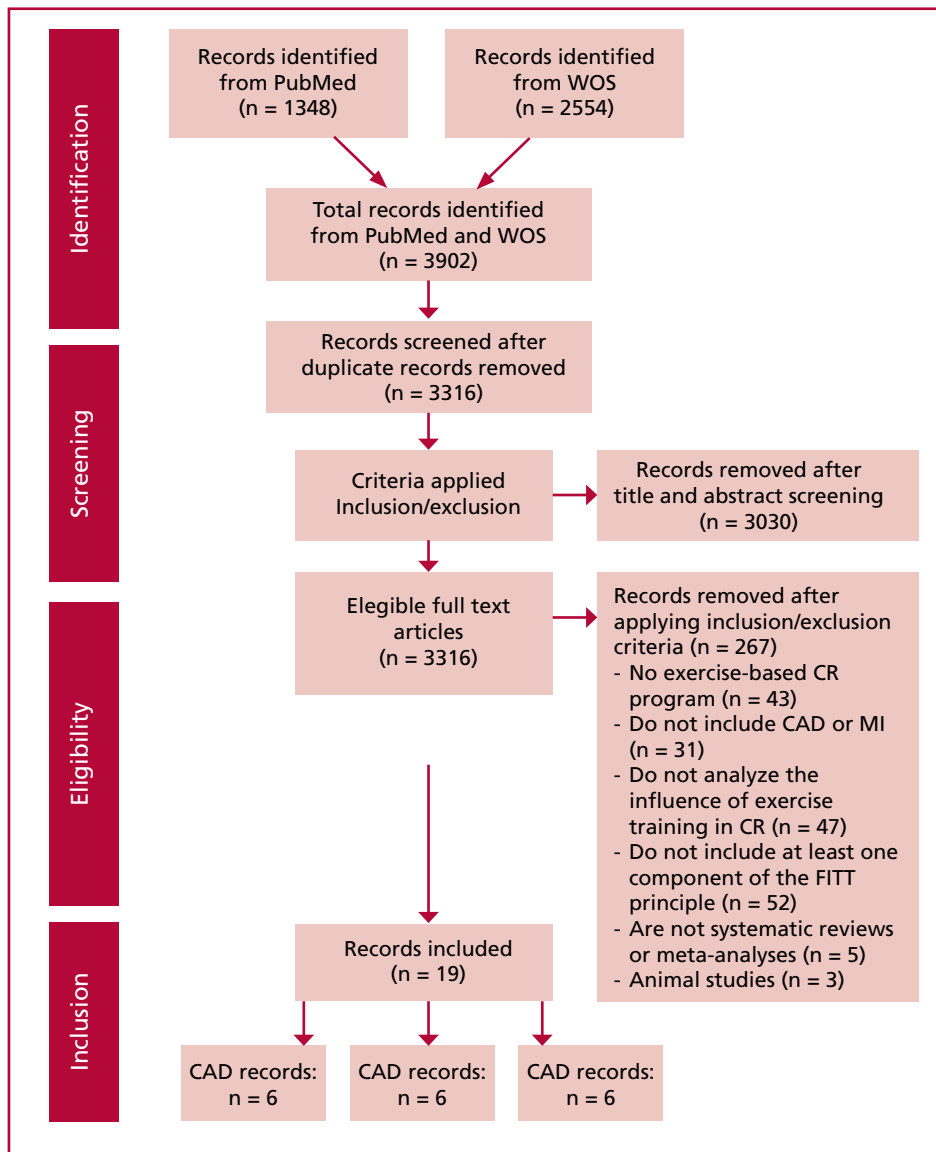 Identification
Records identified
from PubMed
(n = 1348)
Records identified
from WOS
(n = 2554)
Total records identified
from PubMed and WOS
(n = 3902)
Screening
Records screened after
duplicate records removed
(n = 3316)
Criteria applied
Inclusion/exclusion
Records removed after
title and abstract screening
(n = 3030)
Eligibility
Elegible full text
articles
(n = 3316)
Records removed after
applying inclusion/exclusion
criteria (n = 267)
- No exercise-based CR
program (n = 43)
- Do not include CAD or MI
(n = 31)
- Do not analyze the
influence of exercise
training in CR (n = 47)
- Do not include at least one
component of the FITT
principle (n = 52)
- Are not systematic reviews
or meta-analyses (n = 5)
- Animal studies (n = 3)
Inclusion
Records included
(n = 19)
CAD records:
n = 6
CAD records:
n = 6
CAD records:
n = 6